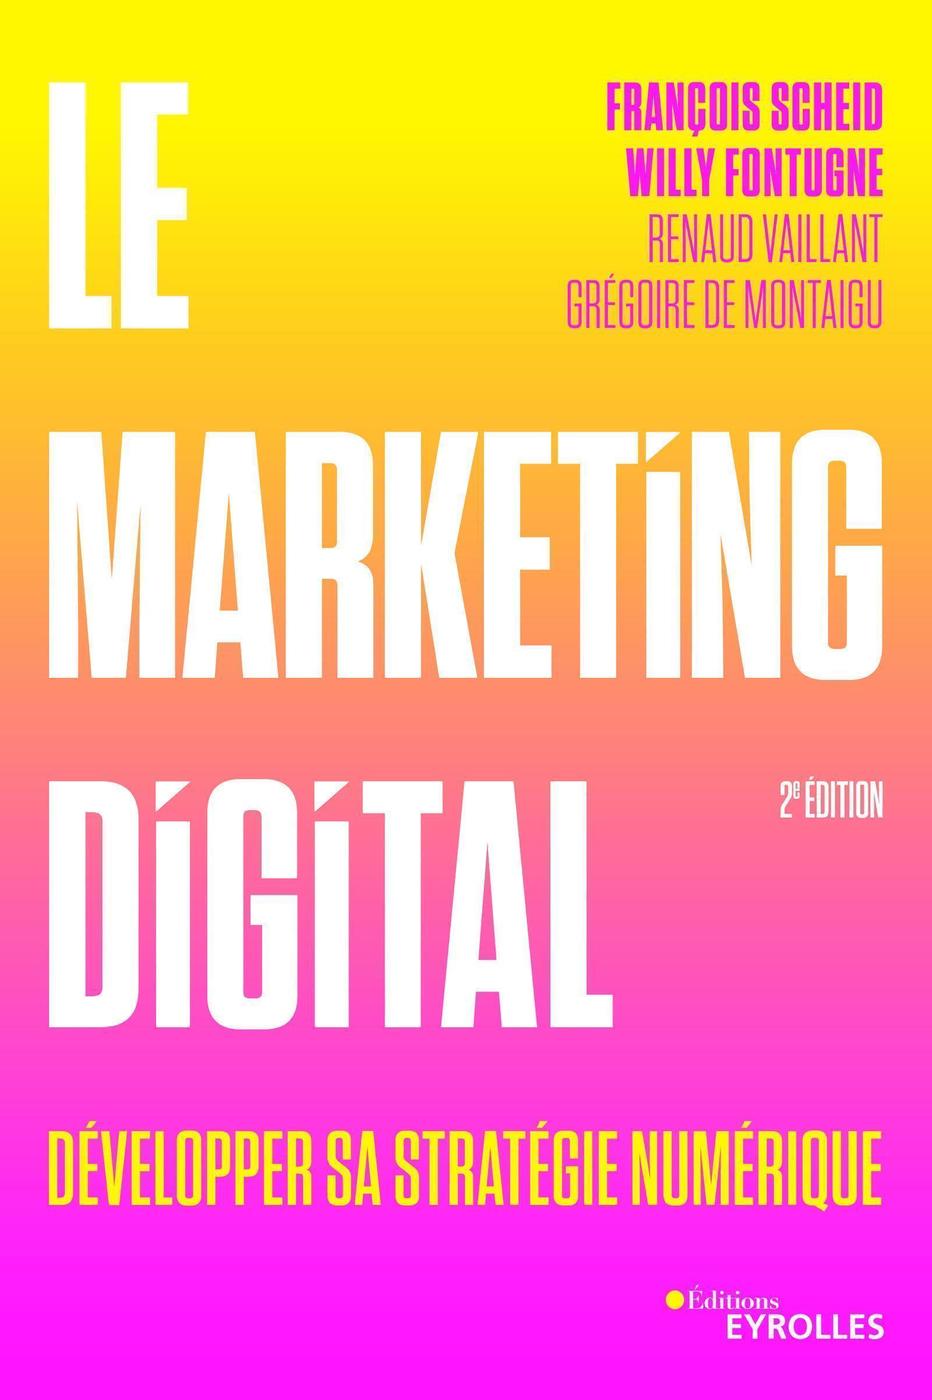 LE
FRANÇOIS SCHEID
WILLY FONTUGNE
RENAUD VAILLANT
GRÉGOIRE DE MONTAIGU
MARKETiNG
DiGiTAL
2e ÉDITION
DÉVELOPPER SA STRATÉGIE NUMÉRIQUE
Éditions
EYROLLES